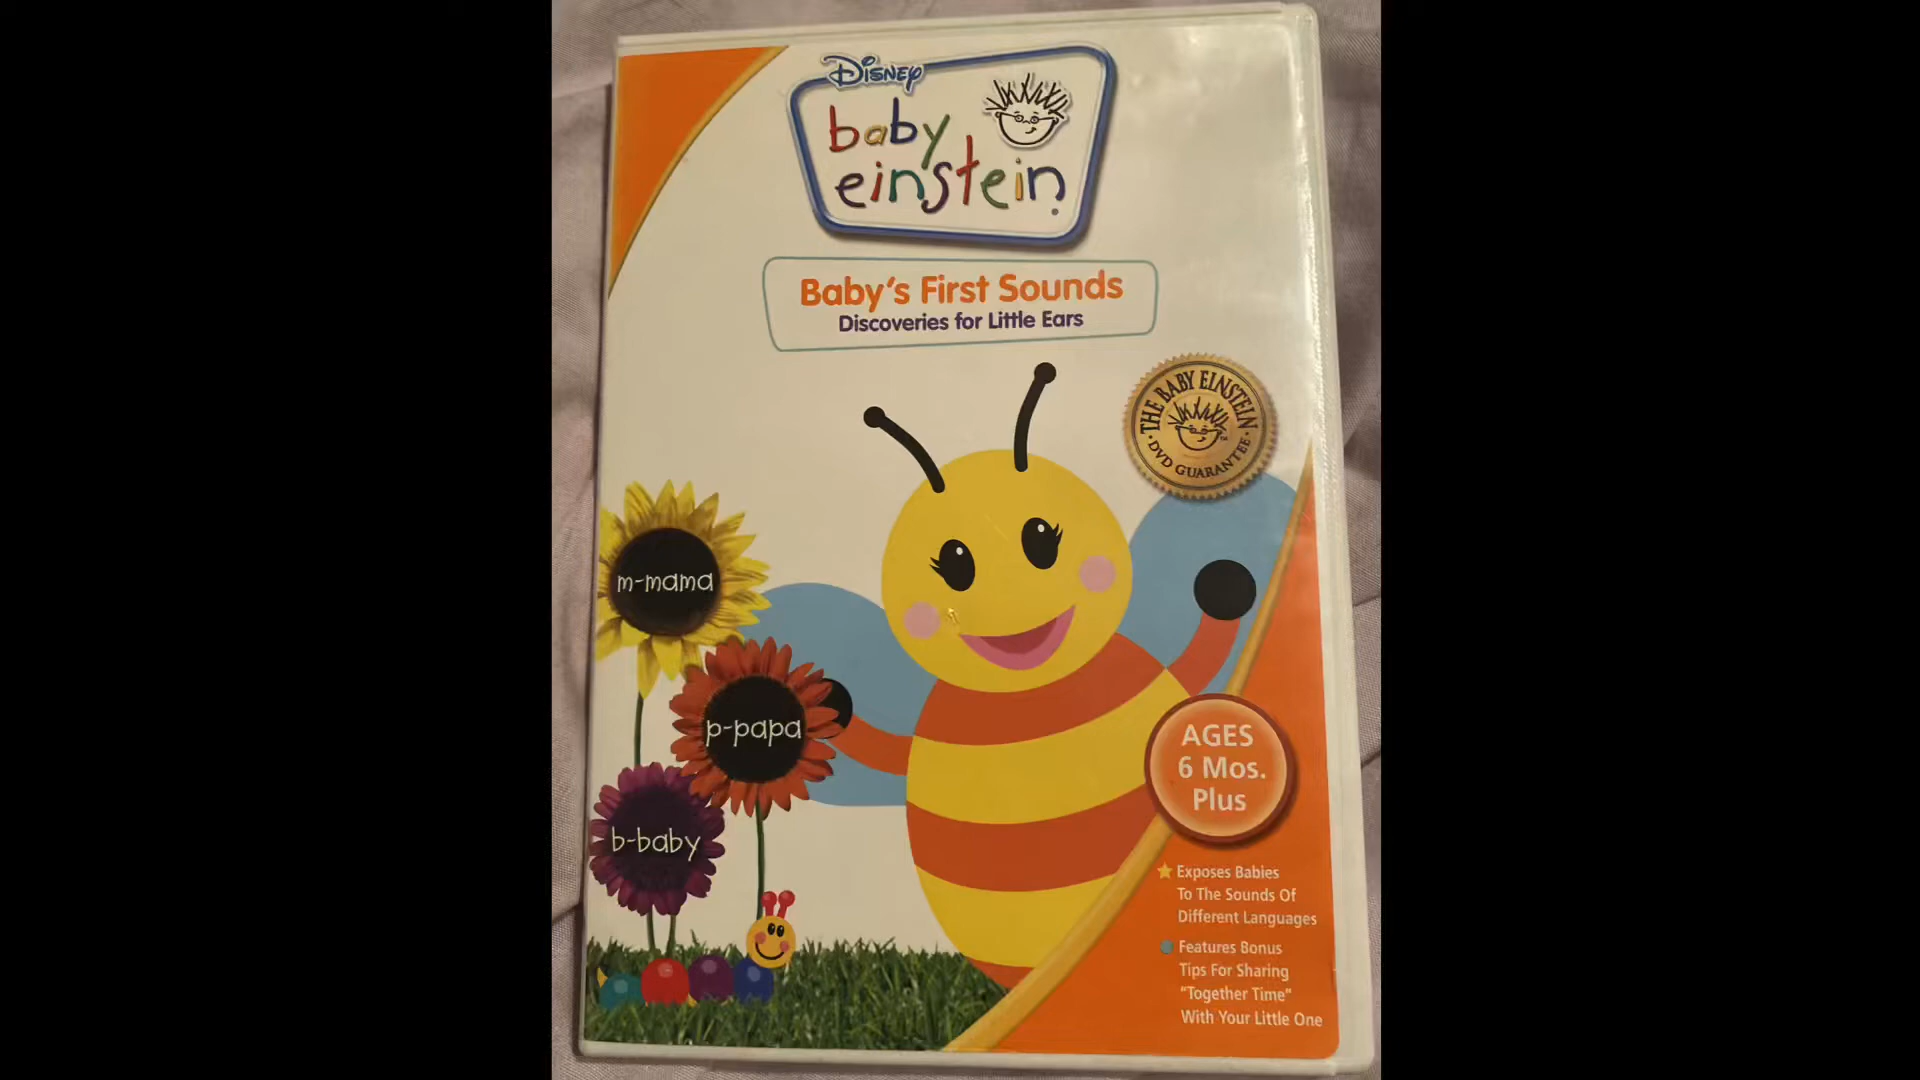 Disney
baby
einstein
Baby's First Sounds
Discoveries for Little Ears
THE BABY EINSTEIN
DVD GUARANTEE
m-mama
p-papa
b-baby
AGES
6 Mos.
Plus
Exposes Babies
To The Sounds Of
Different Languages
Features Bonus
Tips For Sharing
"Together Time"
With Your Little One